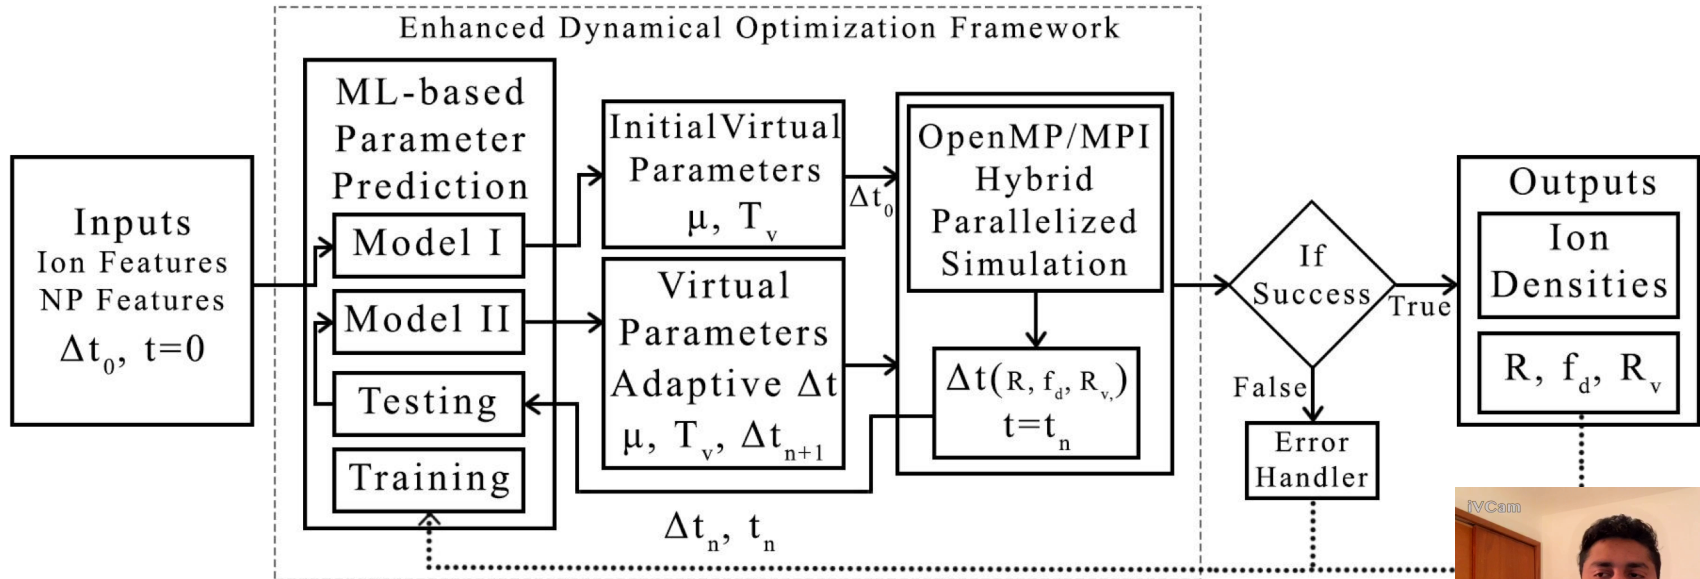 Enhanced Dynamical Optimization Framework
Inputs
Ion Features
NP Features
Δt₀, t=0
ML-based
Parameter
Prediction
Model I
Model II
Testing
Training
InitialVirtual
Parameters
μ, Tᵥ
Virtual
Parameters
Adaptive Δt
μ, Tᵥ, Δtₙ₊₁
Δt₀
OpenMP/MPI
Hybrid
Parallelized
Simulation
Δt(R, f_d, Rᵥ,)
t=tₙ
Δtₙ, tₙ
If
Success
True
False
Error
Handler
Outputs
Ion
Densities
R, f_d, Rᵥ
iVCam